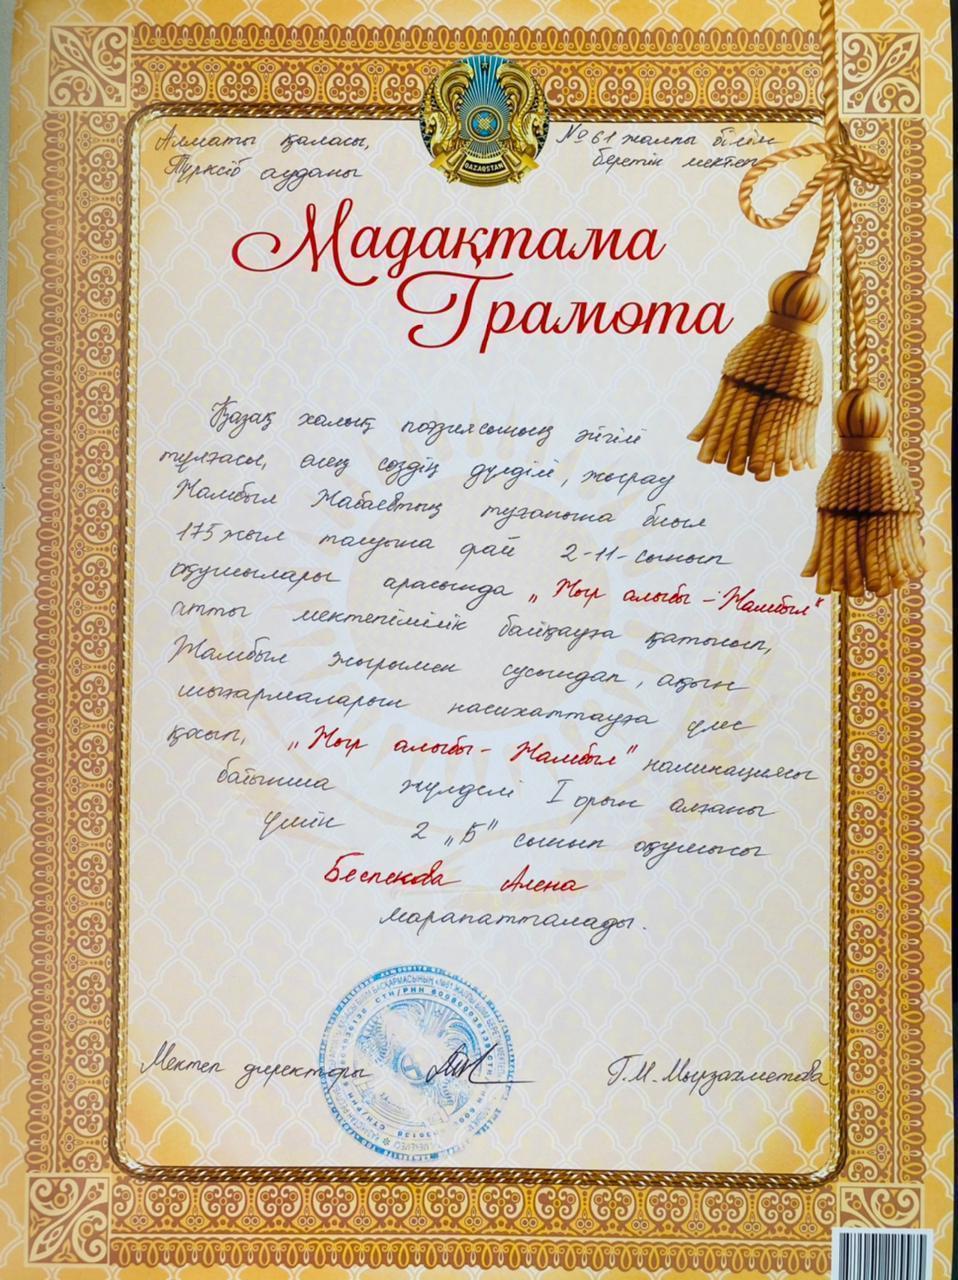 Алматы қаласы,
Түрксіб ауданы
№ 61 жалпы білім
беретін мектеп
QAZAQSTAN
Мадақтама
Грамота
Қазақ халық поэзиясының әйгілі
тұлғасы, өлең сөздің дүлділі, жырау
Жамбыл Жабаевтың туғанына биыл
175 жыл толуына орай 2-11-сынып
оқушылары арасында „Жыр алыбы - Жамбыл"
атты мектепішілік байқауға қатысып,
Жамбыл жырымен сусындап, ақын
шығармаларын насихаттауға үлес
қосып, „Жыр алыбы - Жамбыл" номинациясы
бойынша жүлделі I орын алғаны
үшін 2 „Б" сынып оқушысы
Беспекова Алена
марапатталады.
Мектеп директоры
Г.М. Мырзахметова